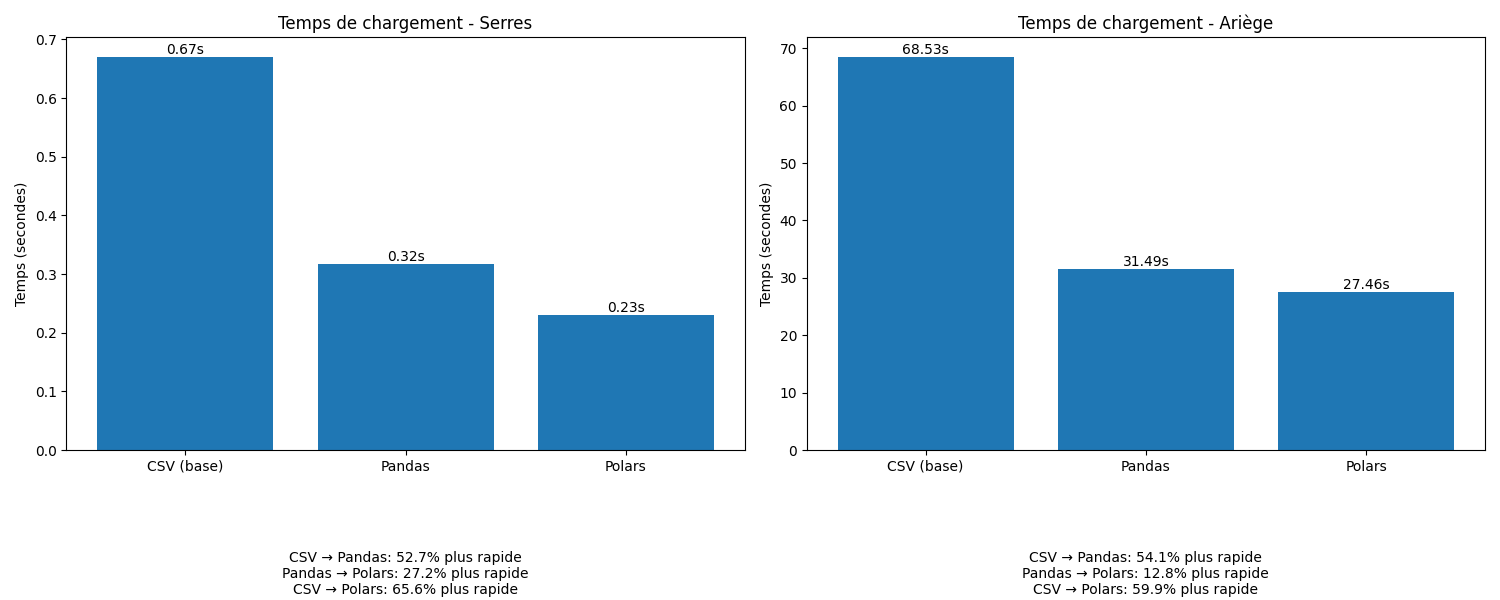 Temps de chargement - Serres
Temps (secondes)
0.7
0.6
0.5
0.4
0.3
0.2
0.1
0.0
0.67s
0.32s
0.23s
CSV (base)
Pandas
Polars
CSV → Pandas: 52.7% plus rapide
Pandas → Polars: 27.2% plus rapide
CSV → Polars: 65.6% plus rapide
Temps de chargement - Ariège
Temps (secondes)
70
60
50
40
30
20
10
0
68.53s
31.49s
27.46s
CSV (base)
Pandas
Polars
CSV → Pandas: 54.1% plus rapide
Pandas → Polars: 12.8% plus rapide
CSV → Polars: 59.9% plus rapide